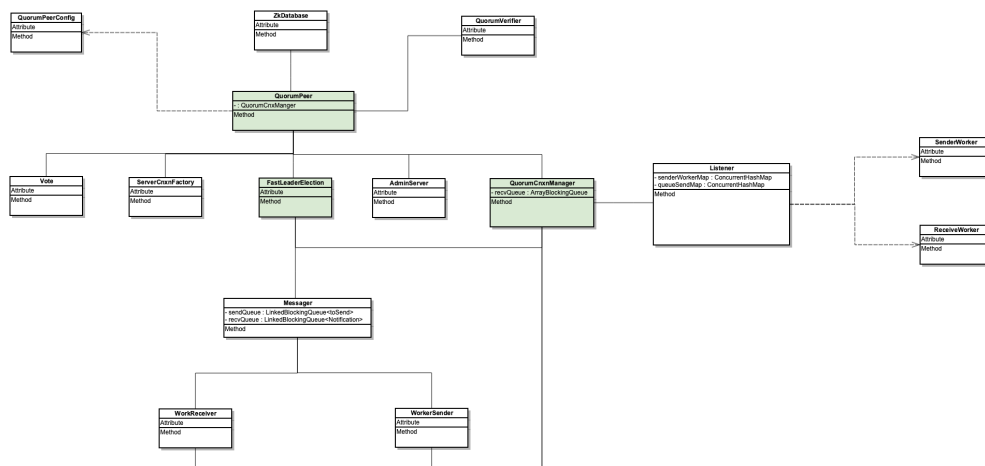 QuorumPeerConfig
Attribute
Method
ZkDatabase
Attribute
Method
QuorumVerifier
Attribute
Method
QuorumPeer
- : QuorumCnxManger
Method
Vote
Attribute
Method
ServerCnxnFactory
Attribute
Method
FastLeaderElection
Attribute
Method
AdminServer
Attribute
Method
QuorumCnxnManager
- recvQueue : ArrayBlockingQueue
Method
Listener
- senderWorkerMap : ConcurrentHashMap
- queueSendMap : ConcurrentHashMap
Method
SenderWorker
Attribute
Method
ReceiveWorker
Attribute
Method
Messager
- sendQueue : LinkedBlockingQueue<toSend>
- recvQueue : LinkedBlockingQueue<Notification>
Method
WorkReceiver
Attribute
Method
WorkerSender
Attribute
Method